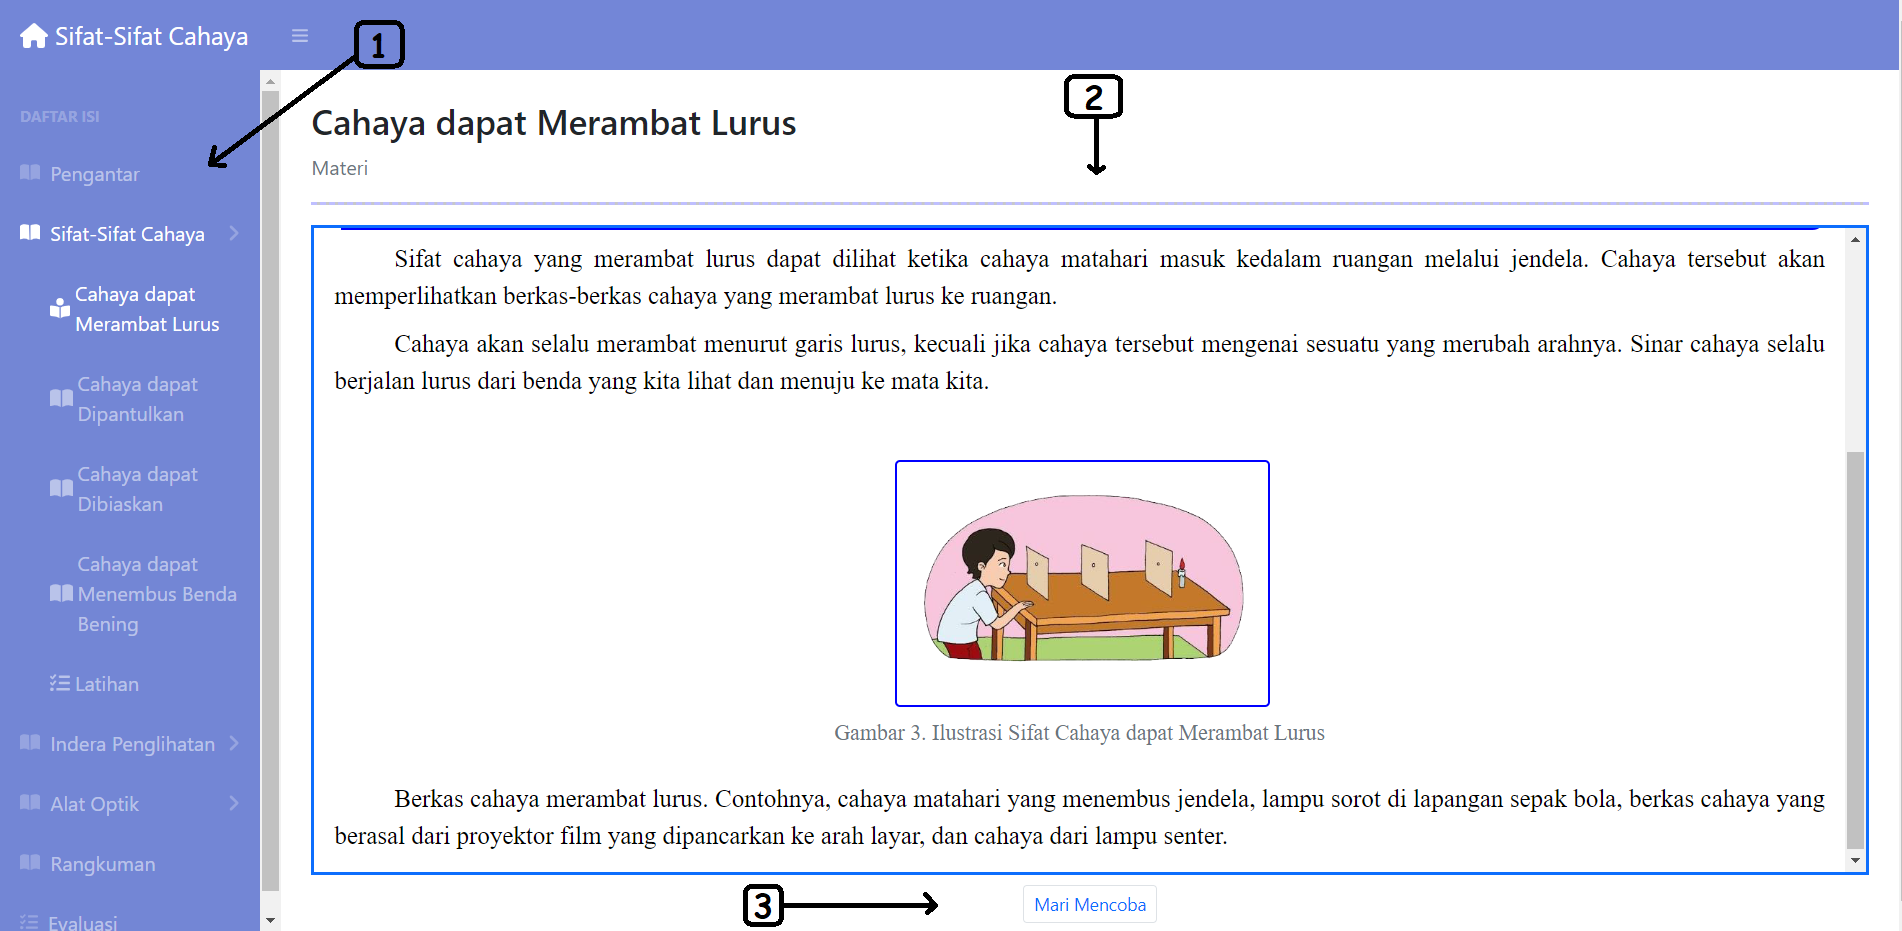 Sifat-Sifat Cahaya
1
DAFTAR ISI
Pengantar
Sifat-Sifat Cahaya
Cahaya dapat
Merambat Lurus
Cahaya dapat
Dipantulkan
Cahaya dapat
Dibiaskan
Cahaya dapat
Menembus Benda
Bening
Latihan
Indera Penglihatan
Alat Optik
Rangkuman
Evaluasi
2
Cahaya dapat Merambat Lurus
Materi
Sifat cahaya yang merambat lurus dapat dilihat ketika cahaya matahari masuk kedalam ruangan melalui jendela. Cahaya tersebut akan
memperlihatkan berkas-berkas cahaya yang merambat lurus ke ruangan.
Cahaya akan selalu merambat menurut garis lurus, kecuali jika cahaya tersebut mengenai sesuatu yang merubah arahnya. Sinar cahaya selalu
berjalan lurus dari benda yang kita lihat dan menuju ke mata kita.
Gambar 3. Ilustrasi Sifat Cahaya dapat Merambat Lurus
Berkas cahaya merambat lurus. Contohnya, cahaya matahari yang menembus jendela, lampu sorot di lapangan sepak bola, berkas cahaya yang
berasal dari proyektor film yang dipancarkan ke arah layar, dan cahaya dari lampu senter.
3
Mari Mencoba